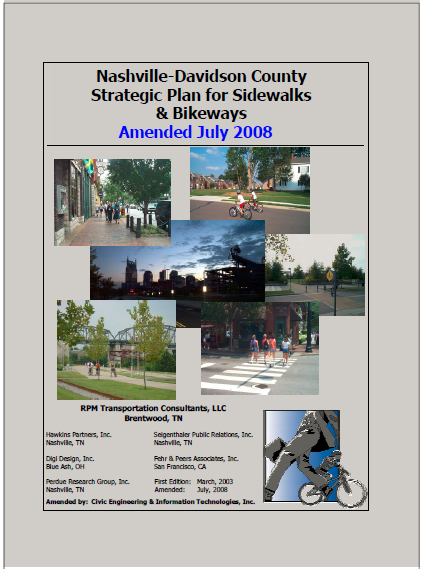 Nashville-Davidson County
Strategic Plan for Sidewalks
& Bikeways
Amended July 2008
RPM Transportation Consultants, LLC
Brentwood, TN
Hawkins Partners, Inc.
Nashville, TN
Seigenthaler Public Relations, Inc.
Nashville, TN
Digi Design, Inc.
Blue Ash, OH
Fehr & Peers Associates, Inc.
San Francisco, CA
Perdue Research Group, Inc.
Nashville, TN
First Edition: March, 2003
Amended: July, 2008
Amended by: Civic Engineering & Information Technologies, Inc.